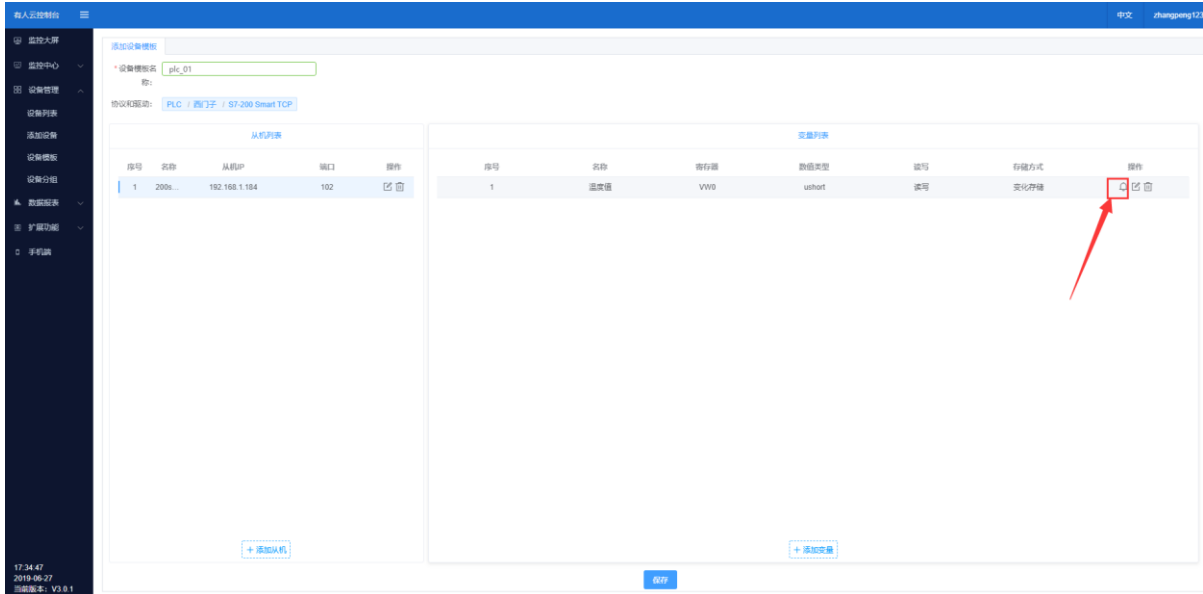 有人云控制台 中文 zhangpeng123
监控大屏
监控中心
设备管理
设备列表
添加设备
设备模板
设备分组
数据报表
扩展功能
手机端
17:34:47
2019-06-27
当前版本：V3.0.1
添加设备模板
*设备模板名称： plc_01
协议和驱动： PLC / 西门子 / S7-200 Smart TCP
从机列表
序号 名称 从机IP 端口 操作
1 200s... 192.168.1.184 102
+ 添加从机
变量列表
序号 名称 寄存器 数值类型 读写 存储方式 操作
1 温度值 VW0 ushort 读写 变化存储
+ 添加变量
保存